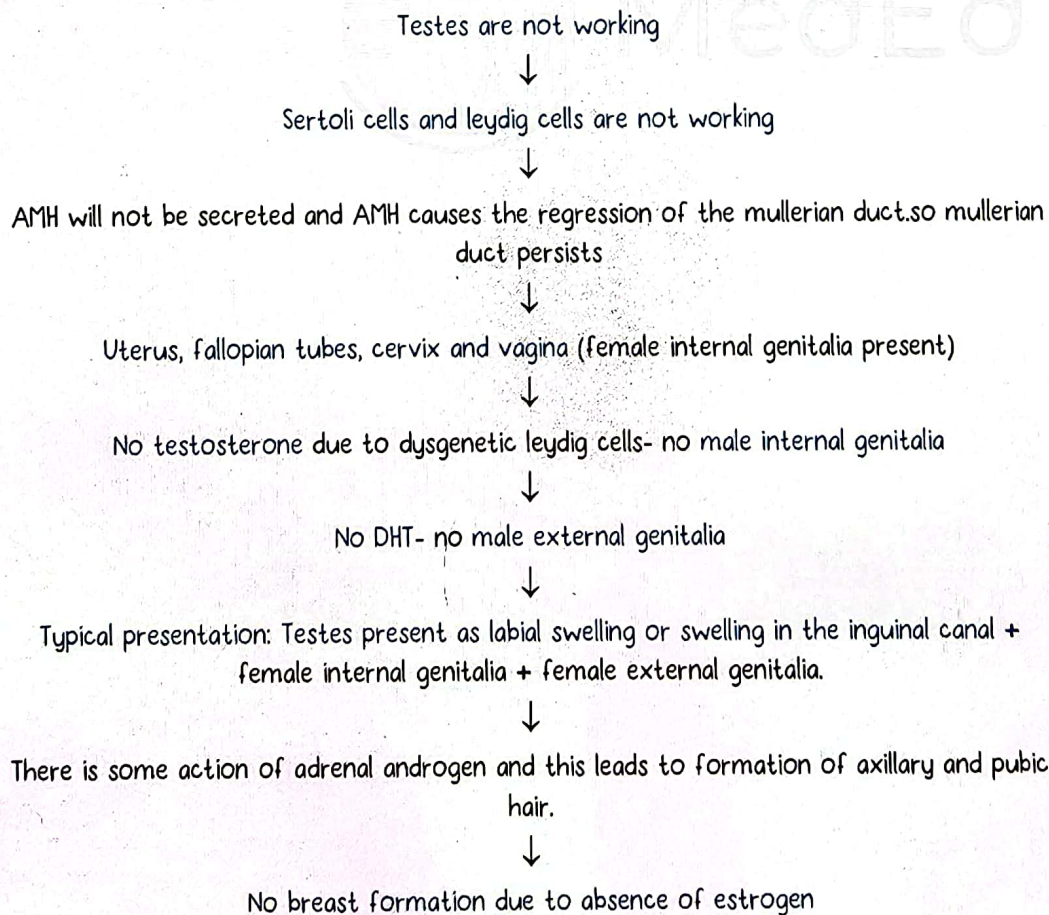 MedEd
Testes are not working
↓
Sertoli cells and leydig cells are not working
↓
AMH will not be secreted and AMH causes the regression of the mullerian duct.so mullerian
duct persists
↓
Uterus, fallopian tubes, cervix and vagina (female internal genitalia present)
↓
No testosterone due to dysgenetic leydig cells- no male internal genitalia
↓
No DHT- no male external genitalia
↓
Typical presentation: Testes present as labial swelling or swelling in the inguinal canal +
female internal genitalia + female external genitalia.
↓
There is some action of adrenal androgen and this leads to formation of axillary and pubic
hair.
↓
No breast formation due to absence of estrogen